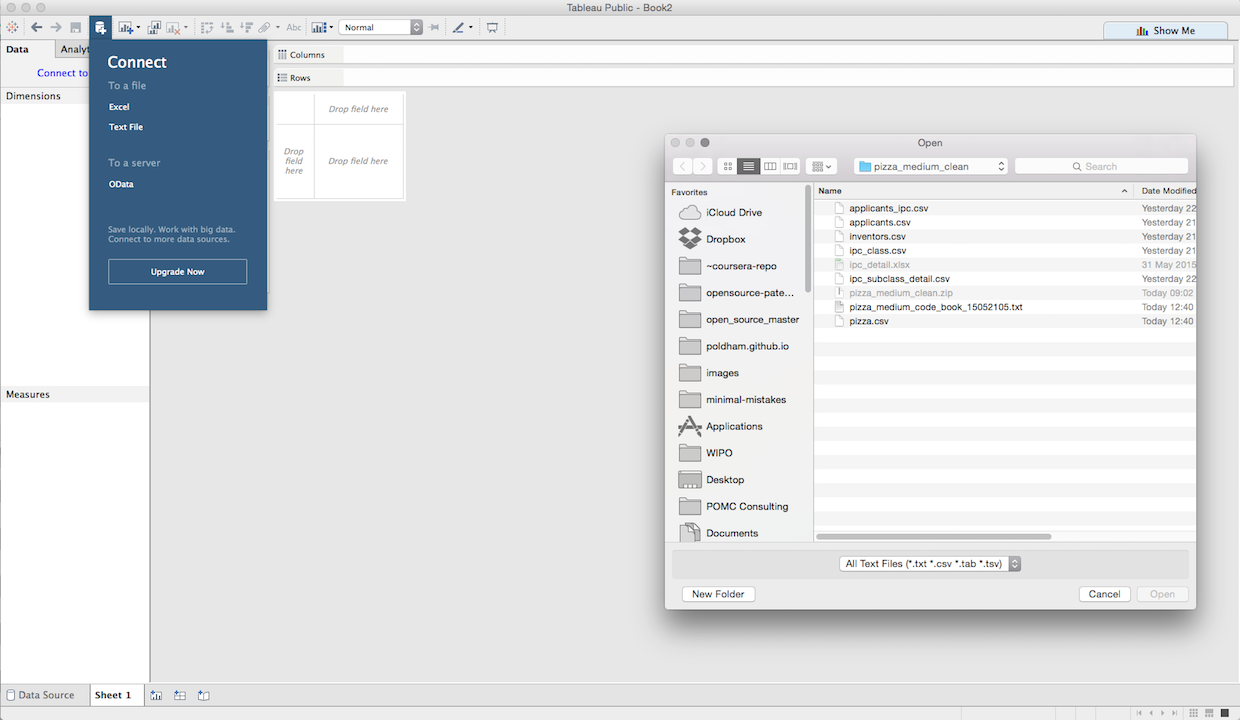 Tableau Public - Book2
Abc
Normal
Show Me
Data
Analyt
Connect to
Dimensions
Measures
Connect
To a file
Excel
Text File
To a server
OData
Save locally. Work with big data.
Connect to more data sources.
Upgrade Now
Columns
Rows
Drop field here
Drop
field
here
Drop field here
Open
pizza_medium_clean
Search
Favorites
iCloud Drive
Dropbox
~coursera-repo
opensource-pate...
open_source_master
poldham.github.io
images
minimal-mistakes
Applications
WIPO
Desktop
POMC Consulting
Documents
Name Date Modified
applicants_ipc.csv Yesterday 22
applicants.csv Yesterday 21
inventors.csv Yesterday 21
ipc_class.csv Yesterday 21
ipc_detail.xlsx 31 May 2015
ipc_subclass_detail.csv Yesterday 22
pizza_medium_clean.zip Today 09:02
pizza_medium_code_book_15052105.txt Today 12:40
pizza.csv Today 12:40
All Text Files (*.txt *.csv *.tab *.tsv)
New Folder
Cancel
Open
Data Source
Sheet 1